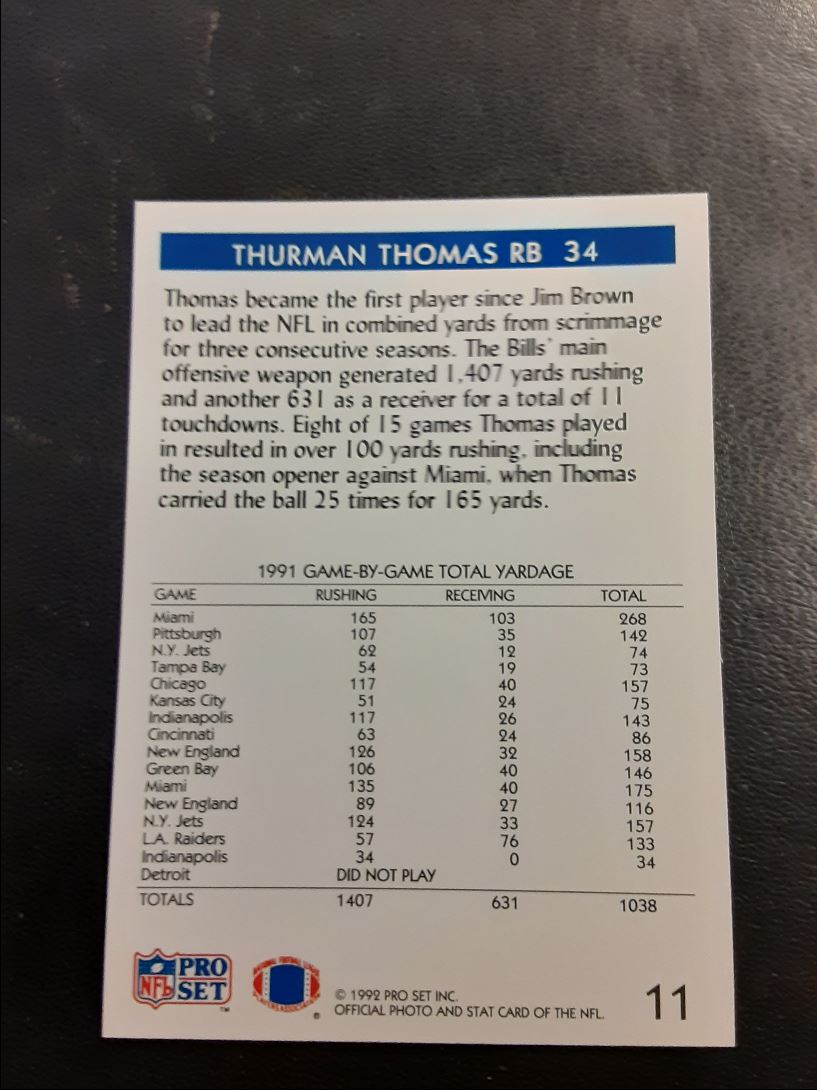 THURMAN THOMAS RB 34
Thomas became the first player since Jim Brown
to lead the NFL in combined yards from scrimmage
for three consecutive seasons. The Bills' main
offensive weapon generated 1,407 yards rushing
and another 631 as a receiver for a total of 11
touchdowns. Eight of 15 games Thomas played
in resulted in over 100 yards rushing, including
the season opener against Miami, when Thomas
carried the ball 25 times for 165 yards.
1991 GAME-BY-GAME TOTAL YARDAGE
GAME RUSHING RECEIVING TOTAL
Miami 165 103 268
Pittsburgh 107 35 142
N.Y. Jets 62 12 74
Tampa Bay 54 19 73
Chicago 117 40 157
Kansas City 51 24 75
Indianapolis 117 26 143
Cincinnati 63 24 86
New England 126 32 158
Green Bay 106 40 146
Miami 135 40 175
New England 89 27 116
N.Y. Jets 124 33 157
L.A. Raiders 57 76 133
Indianapolis 34 0 34
Detroit DID NOT PLAY
TOTALS 1407 631 1038
NFL PRO SET ™
®
© 1992 PRO SET INC.
OFFICIAL PHOTO AND STAT CARD OF THE NFL.
11